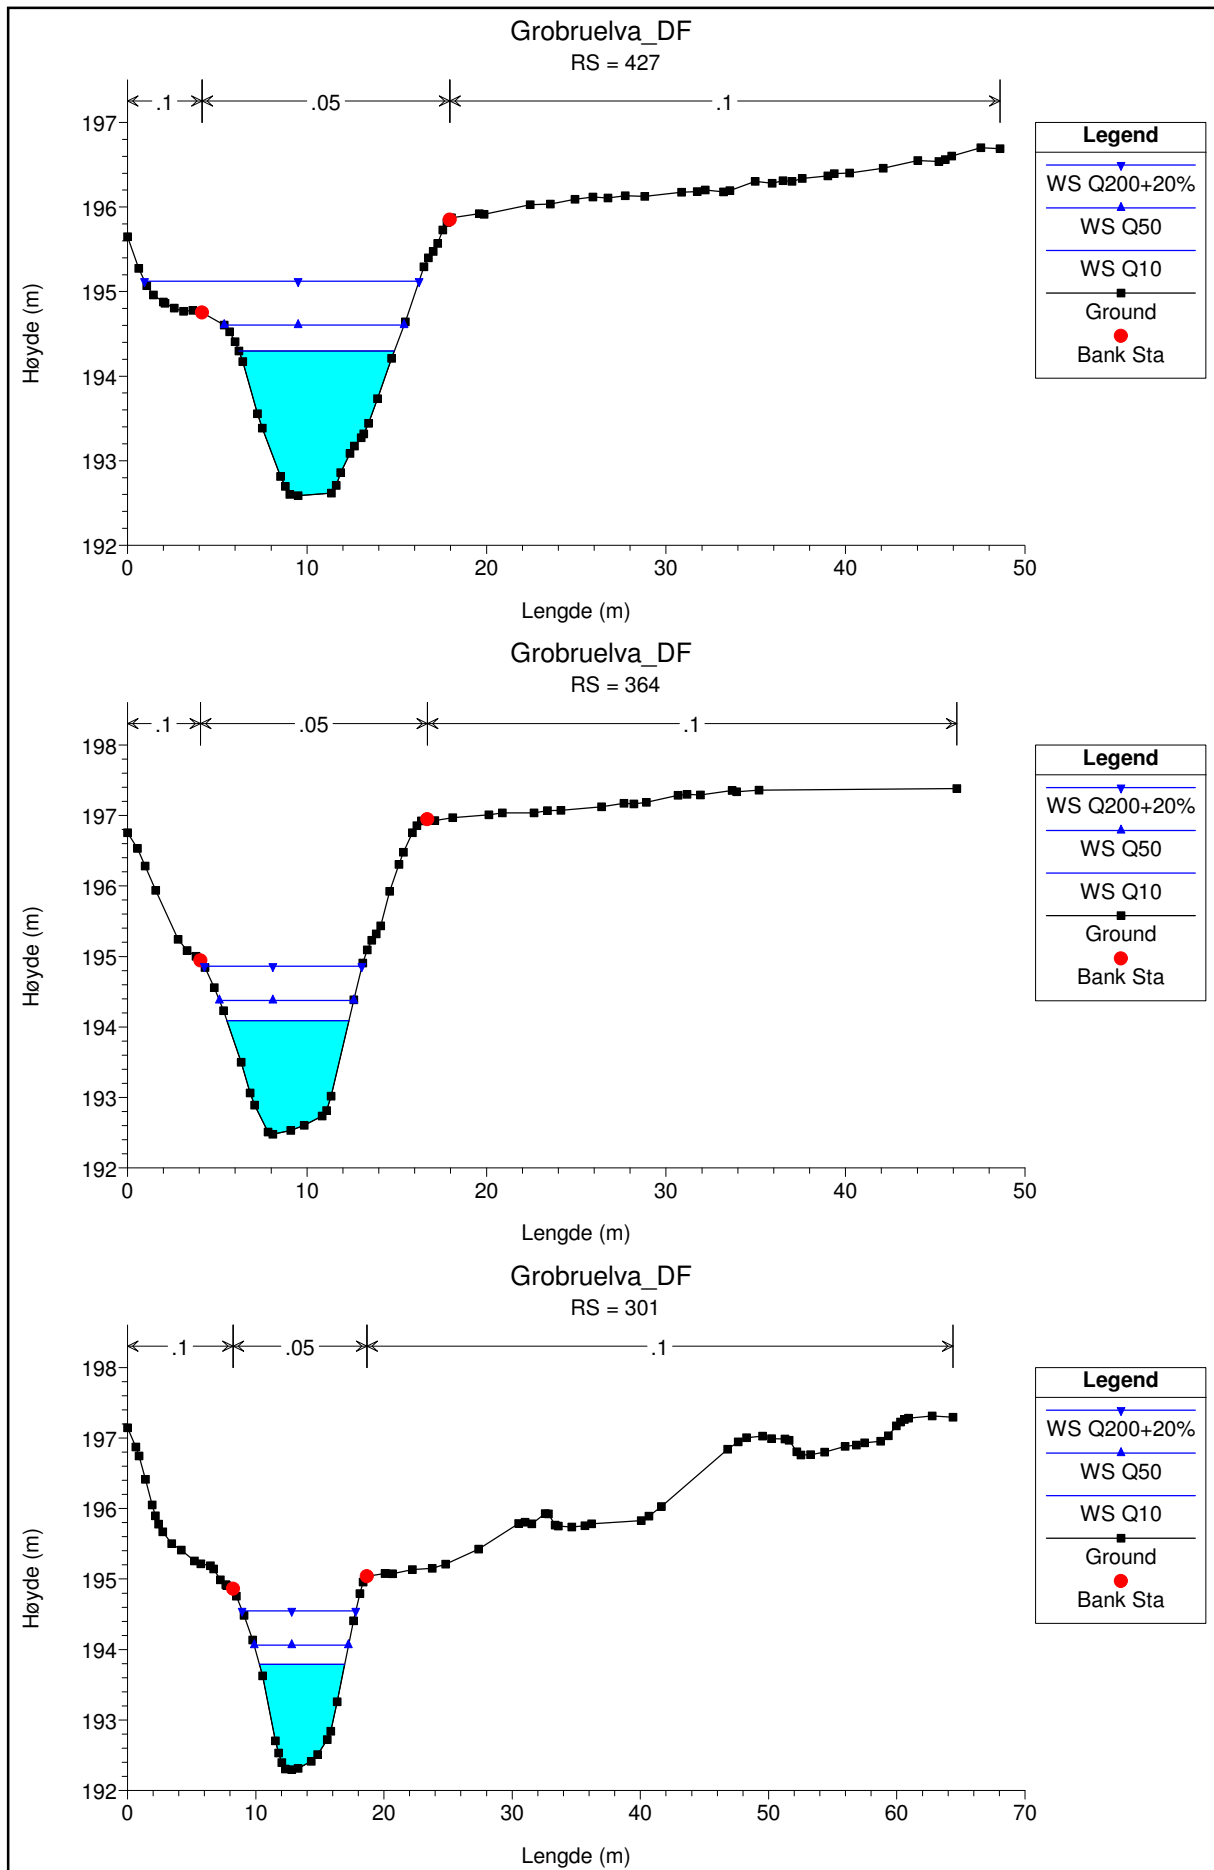 Grobruelva_DF
RS = 427
.1 .05 .1
197
196
195
194
193
192
0 10 20 30 40 50
Høyde (m)
Lengde (m)
Legend
WS Q200+20%
WS Q50
WS Q10
Ground
Bank Sta
Grobruelva_DF
RS = 364
.1 .05 .1
198
197
196
195
194
193
192
0 10 20 30 40 50
Høyde (m)
Lengde (m)
Legend
WS Q200+20%
WS Q50
WS Q10
Ground
Bank Sta
Grobruelva_DF
RS = 301
.1 .05 .1
198
197
196
195
194
193
192
0 10 20 30 40 50 60 70
Høyde (m)
Lengde (m)
Legend
WS Q200+20%
WS Q50
WS Q10
Ground
Bank Sta